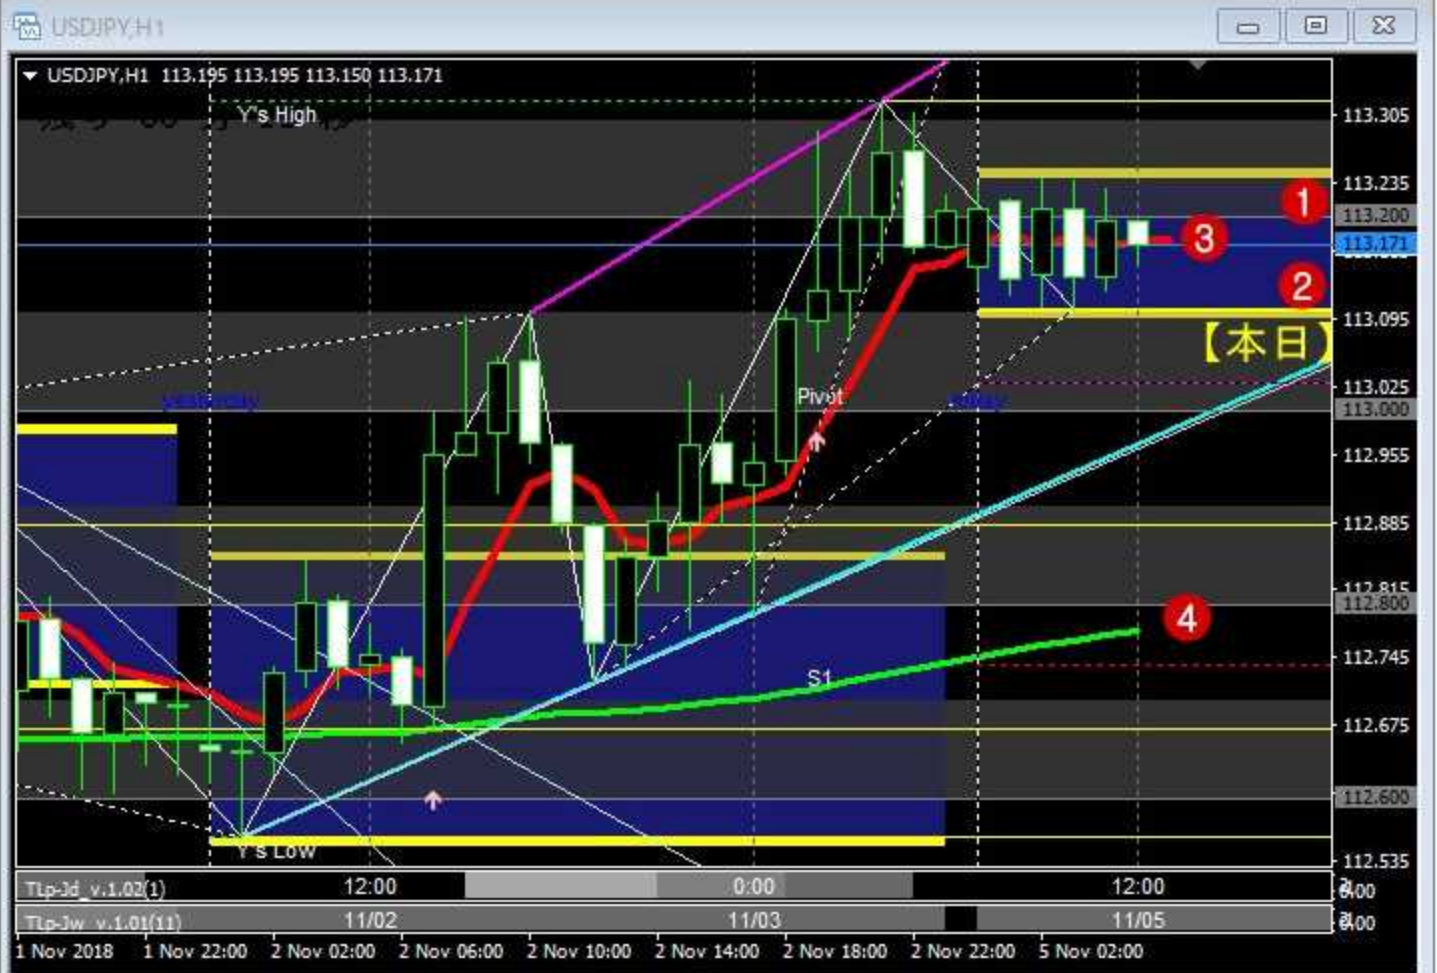 USDJPY,H1
USDJPY,H1 113.195 113.195 113.150 113.171
Y's High
113.305
113.235
1
113.200
3
113.171
2
113.095
【本日】
113.025
yesterday
Pivot
today
113.000
112.955
112.885
112.815
112.800
4
112.745
S1
112.675
112.600
Y's Low
112.535
TLp-Jd_v.1.02(1)
12:00
0:00
12:00
TLp-Jw_v.1.01(11)
11/02
11/03
11/05
1 Nov 2018
1 Nov 22:00
2 Nov 02:00
2 Nov 06:00
2 Nov 10:00
2 Nov 14:00
2 Nov 18:00
2 Nov 22:00
5 Nov 02:00